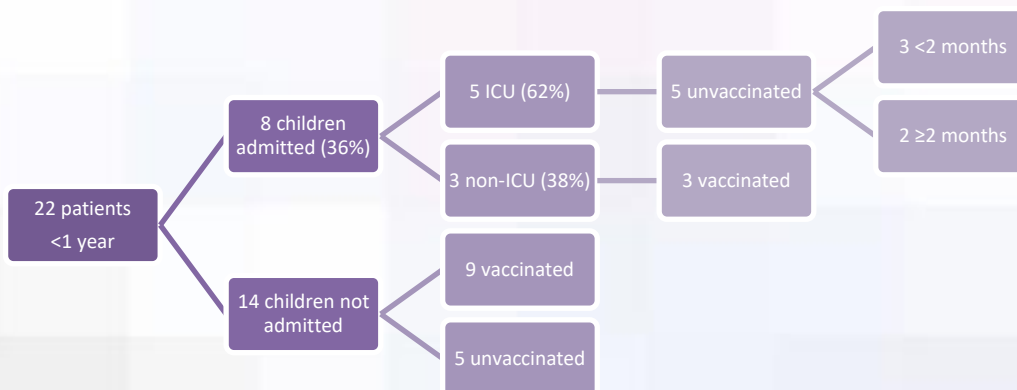 22 patients
<1 year
8 children
admitted (36%)
14 children not
admitted
5 ICU (62%)
3 non-ICU (38%)
9 vaccinated
5 unvaccinated
5 unvaccinated
3 vaccinated
3 <2 months
2 ≥2 months